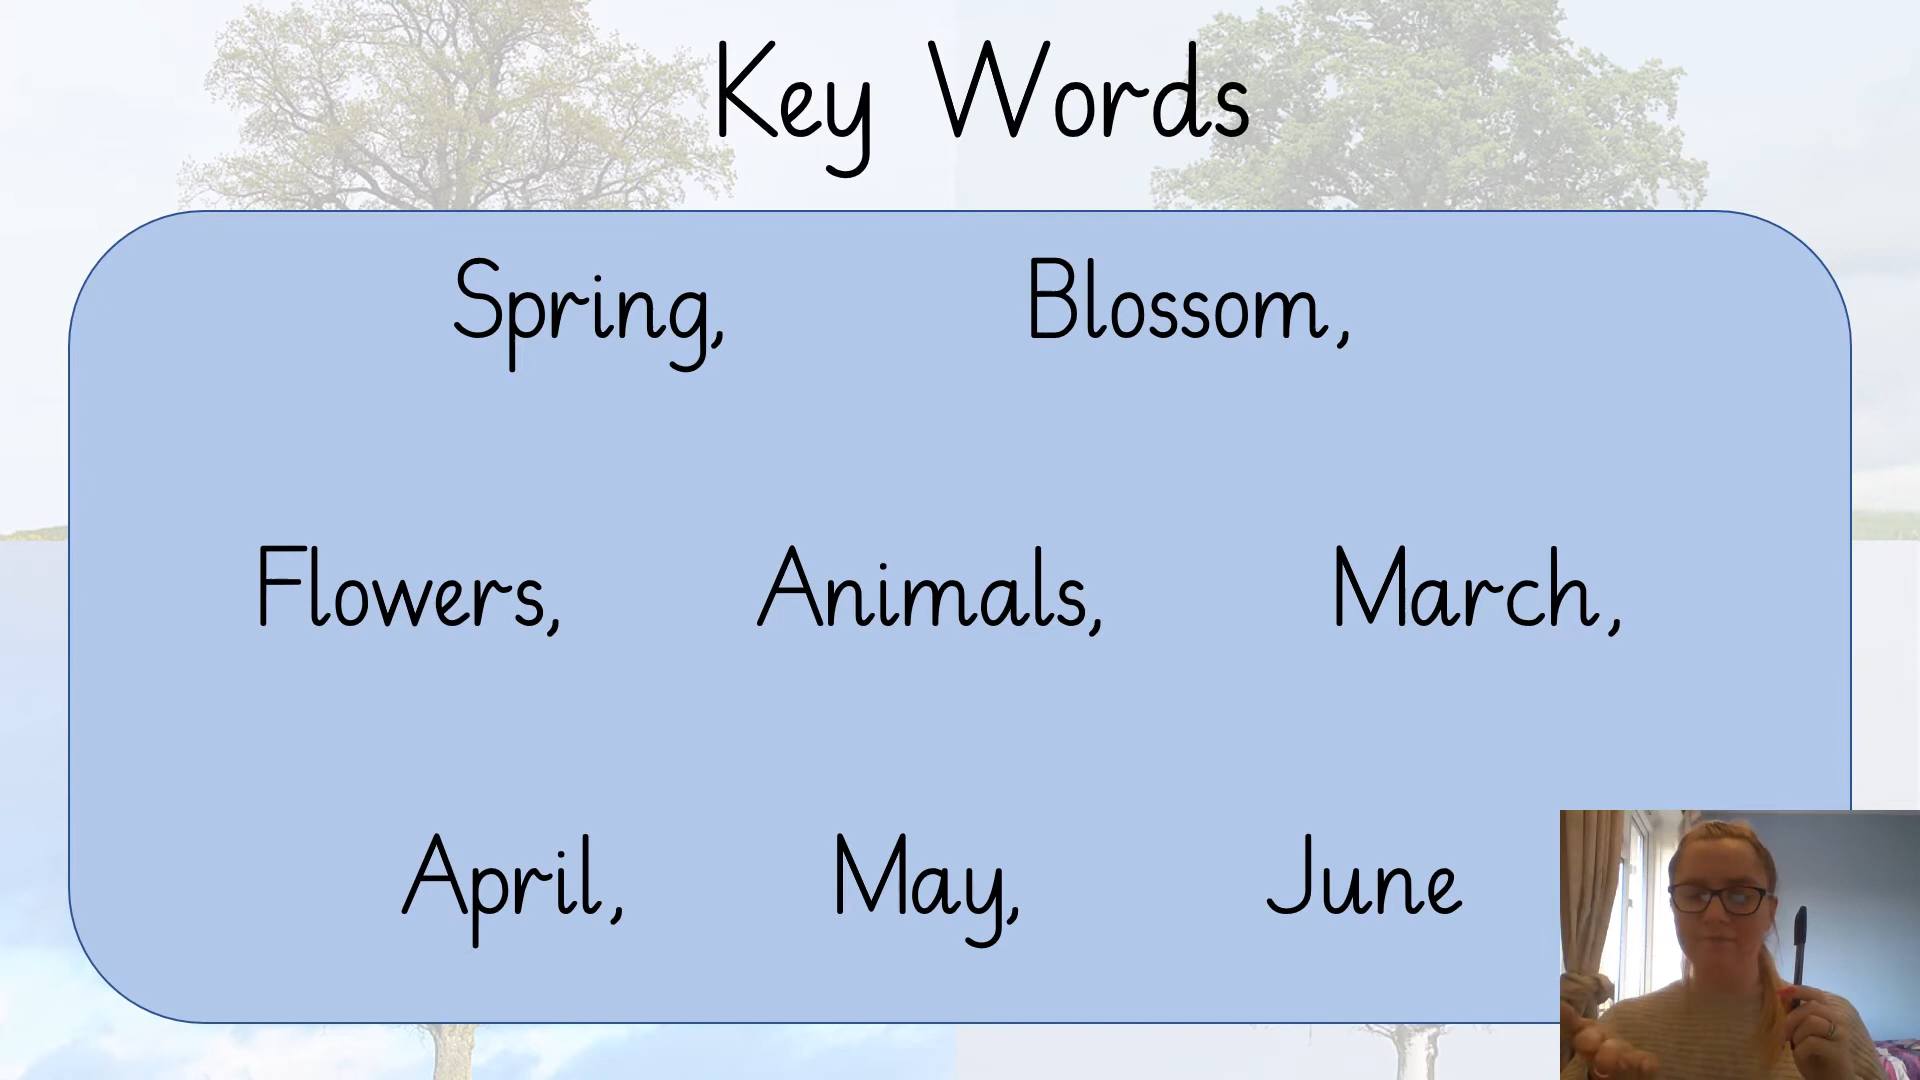 Key Words
Spring, Blossom,
Flowers, Animals, March,
April, May, June